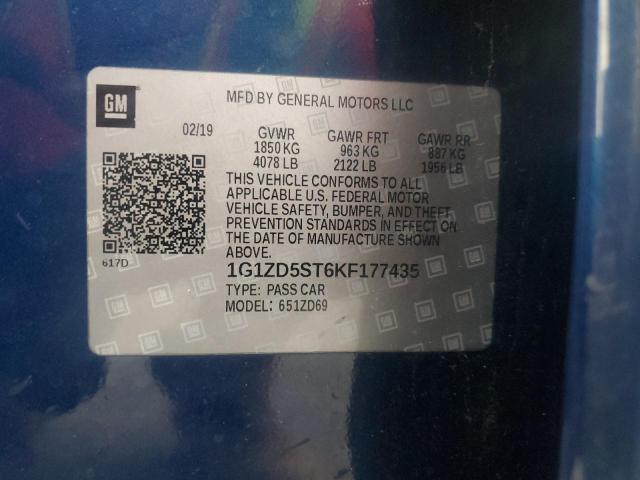 GM
MFD BY GENERAL MOTORS LLC
02/19 GVWR GAWR FRT GAWR RR
1850 KG 963 KG 887 KG
4078 LB 2122 LB 1956 LB
THIS VEHICLE CONFORMS TO ALL
APPLICABLE U.S. FEDERAL MOTOR
VEHICLE SAFETY, BUMPER, AND THEFT
PREVENTION STANDARDS IN EFFECT ON
THE DATE OF MANUFACTURE SHOWN
ABOVE.
617D
1G1ZD5ST6KF177435
TYPE: PASS CAR
MODEL: 651ZD69